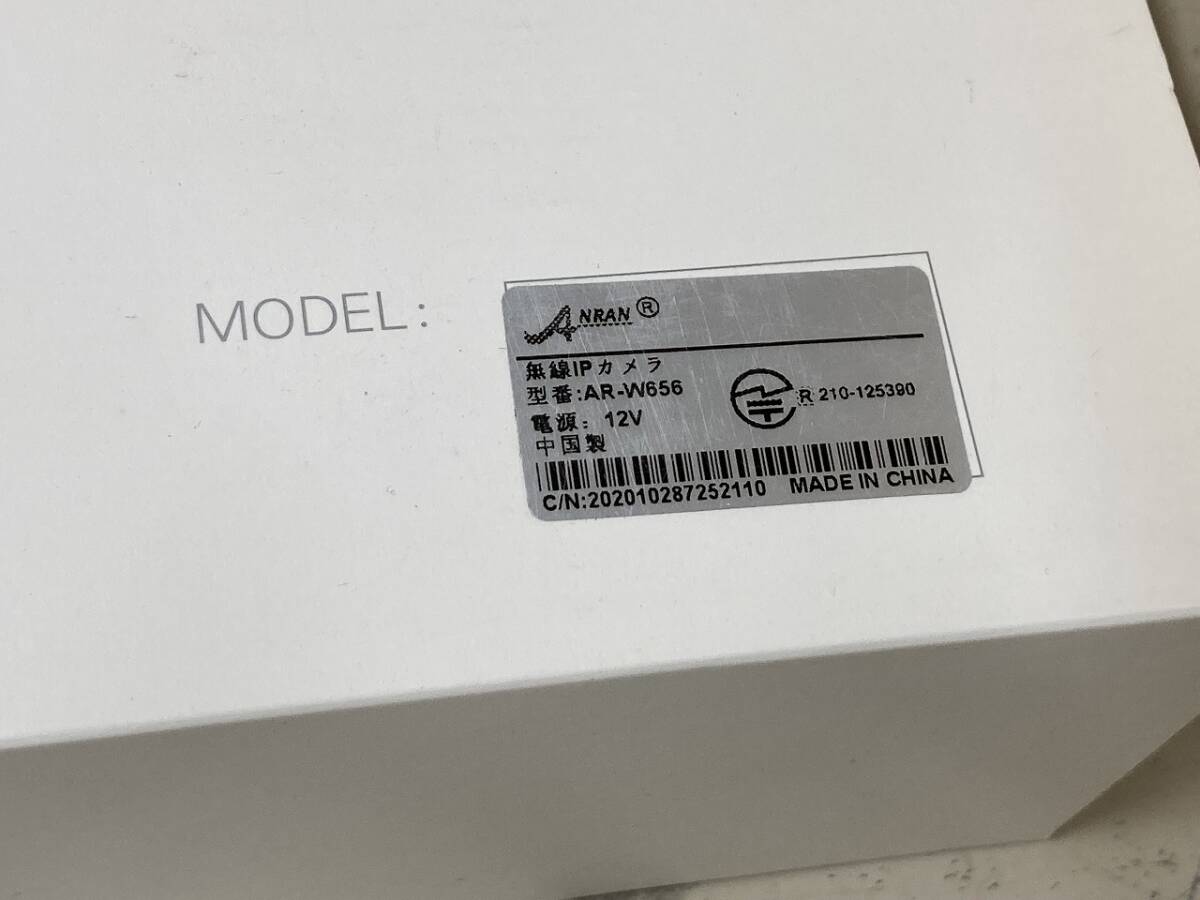 MODEL:
ANRAN®
無線IPカメラ
型番:AR-W656
R 210-125390
電源: 12V
中国製
C/N:202010287252110 MADE IN CHINA